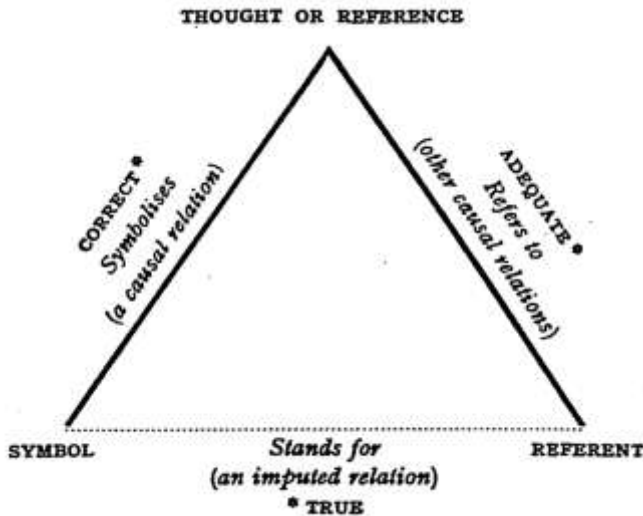 THOUGHT OR REFERENCE
CORRECT*
Symbolises
(a causal relation)
ADEQUATE*
Refers to
(other causal relations)
SYMBOL
Stands for
(an imputed relation)
* TRUE
REFERENT